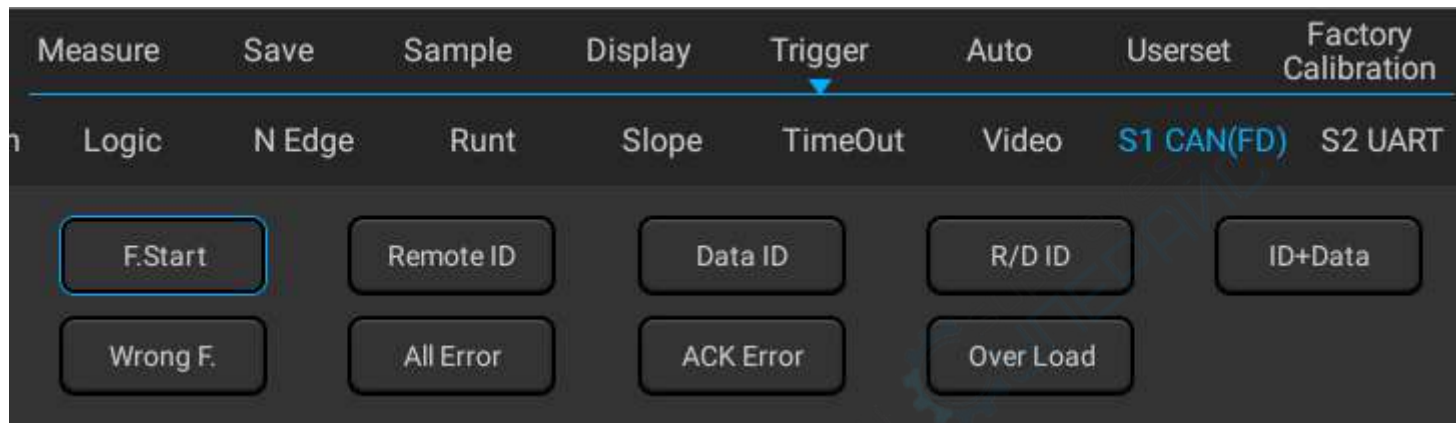 Measure Save Sample Display Trigger Auto Userset Factory Calibration
Logic N Edge Runt Slope TimeOut Video S1 CAN(FD) S2 UART
F.Start Remote ID Data ID R/D ID ID+Data
Wrong F. All Error ACK Error Over Load